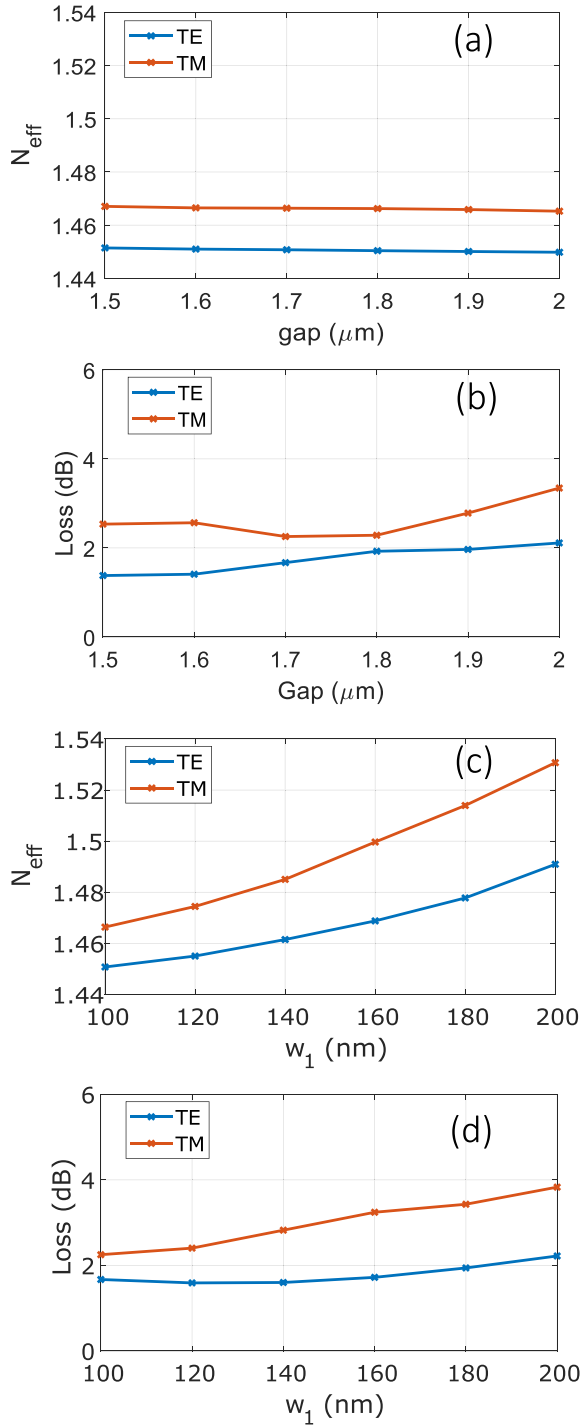 TE
TM
(a)
1.54
1.52
1.5
1.48
1.46
1.44
N_eff
1.5 1.6 1.7 1.8 1.9 2
gap (μm)
TE
TM
(b)
6
4
2
0
Loss (dB)
1.5 1.6 1.7 1.8 1.9 2
Gap (μm)
TE
TM
(c)
1.54
1.52
1.5
1.48
1.46
1.44
N_eff
100 120 140 160 180 200
w_1 (nm)
TE
TM
(d)
6
4
2
0
Loss (dB)
100 120 140 160 180 200
w_1 (nm)